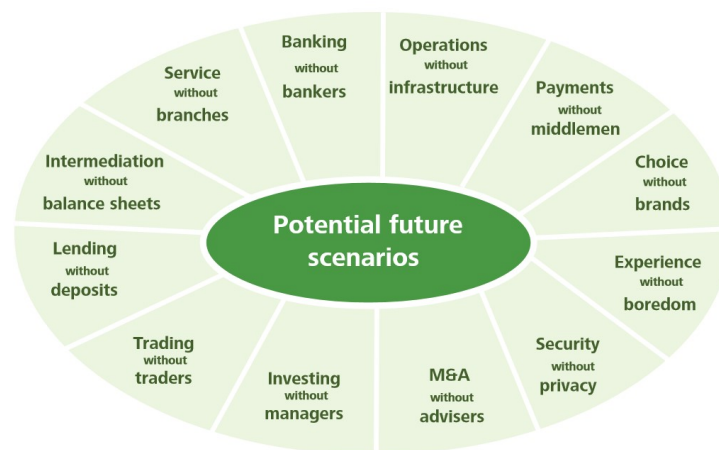 Banking
without
bankers
Operations
without
infrastructure
Payments
without
middlemen
Choice
without
brands
Experience
without
boredom
Security
without
privacy
M&A
without
advisers
Investing
without
managers
Trading
without
traders
Lending
without
deposits
Intermediation
without
balance sheets
Service
without
branches
Potential future
scenarios